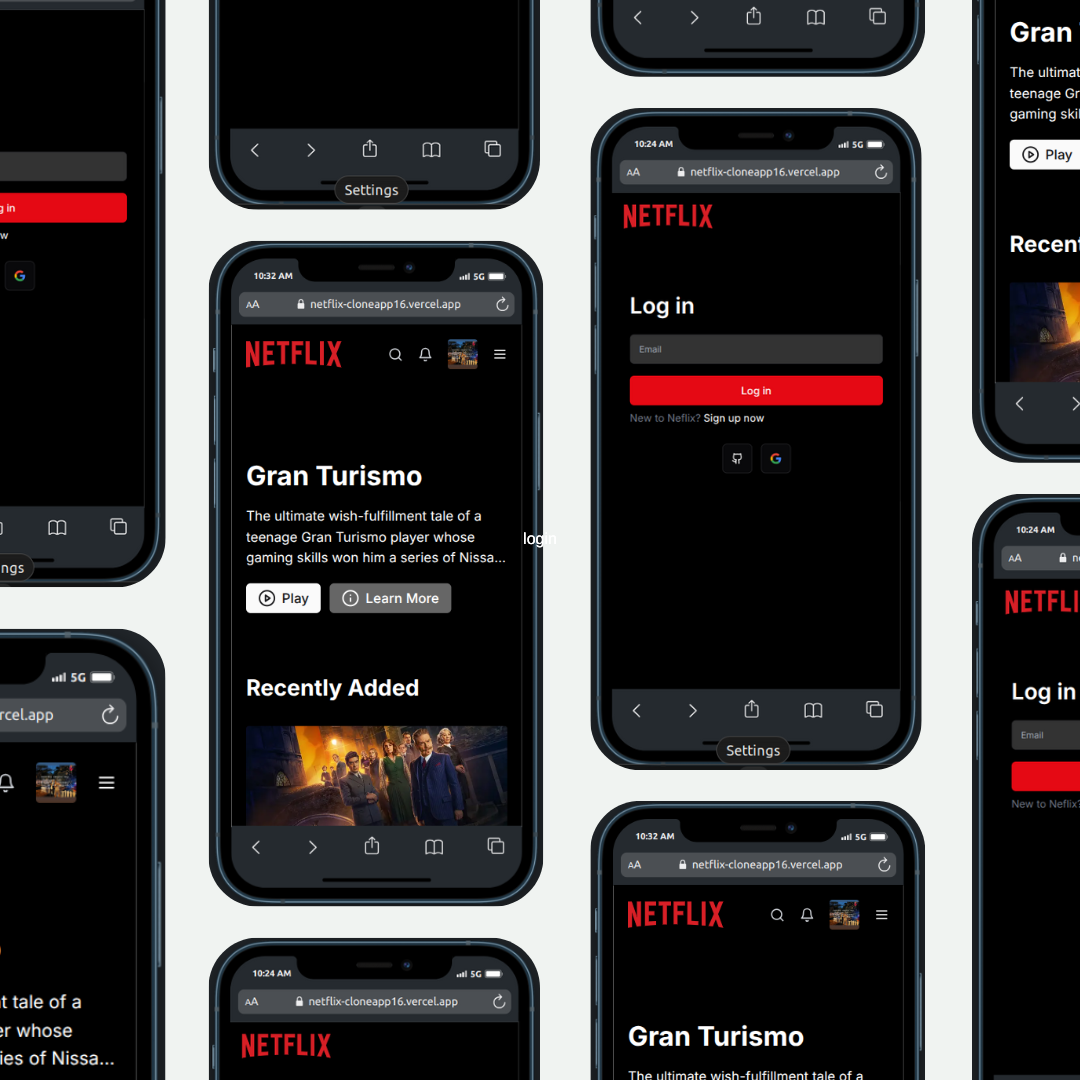 g in
w
ngs
5G
rcel.app
t tale of a
er whose
ies of Nissa...
Settings
10:32 AM
5G
AA
netflix-cloneapp16.vercel.app
NETFLIX
Gran Turismo
The ultimate wish-fulfillment tale of a
teenage Gran Turismo player whose
gaming skills won him a series of Nissa...
Play
Learn More
Recently Added
login
10:24 AM
5G
AA
netflix-cloneapp16.vercel.app
NETFLIX
10:24 AM
5G
AA
netflix-cloneapp16.vercel.app
NETFLIX
Log in
Email
Log in
New to Neflix? Sign up now
Settings
10:32 AM
5G
AA
netflix-cloneapp16.vercel.app
NETFLIX
Gran Turismo
The ultimate wish-fulfillment tale of a
Gran
The ultimat
teenage Gr
gaming skil
Play
Recent
10:24 AM
AA
ne
NETFLI
Log in
Email
New to Neflix?